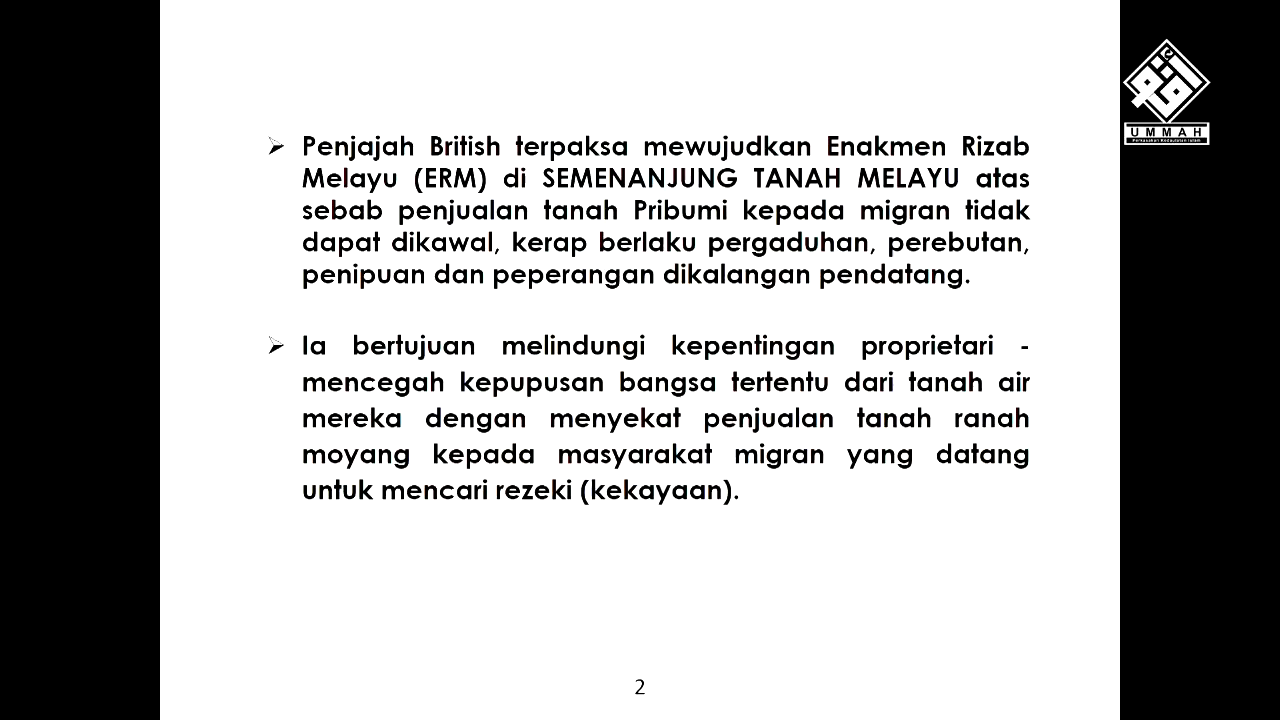 ➢ Penjajah British terpaksa mewujudkan Enakmen Rizab
Melayu (ERM) di SEMENANJUNG TANAH MELAYU atas
sebab penjualan tanah Pribumi kepada migran tidak
dapat dikawal, kerap berlaku pergaduhan, perebutan,
penipuan dan peperangan dikalangan pendatang.
➢ Ia bertujuan melindungi kepentingan proprietari -
mencegah kepupusan bangsa tertentu dari tanah air
mereka dengan menyekat penjualan tanah ranah
moyang kepada masyarakat migran yang datang
untuk mencari rezeki (kekayaan).
2
UMMAH
Perkasakan Kedaulatan Islam